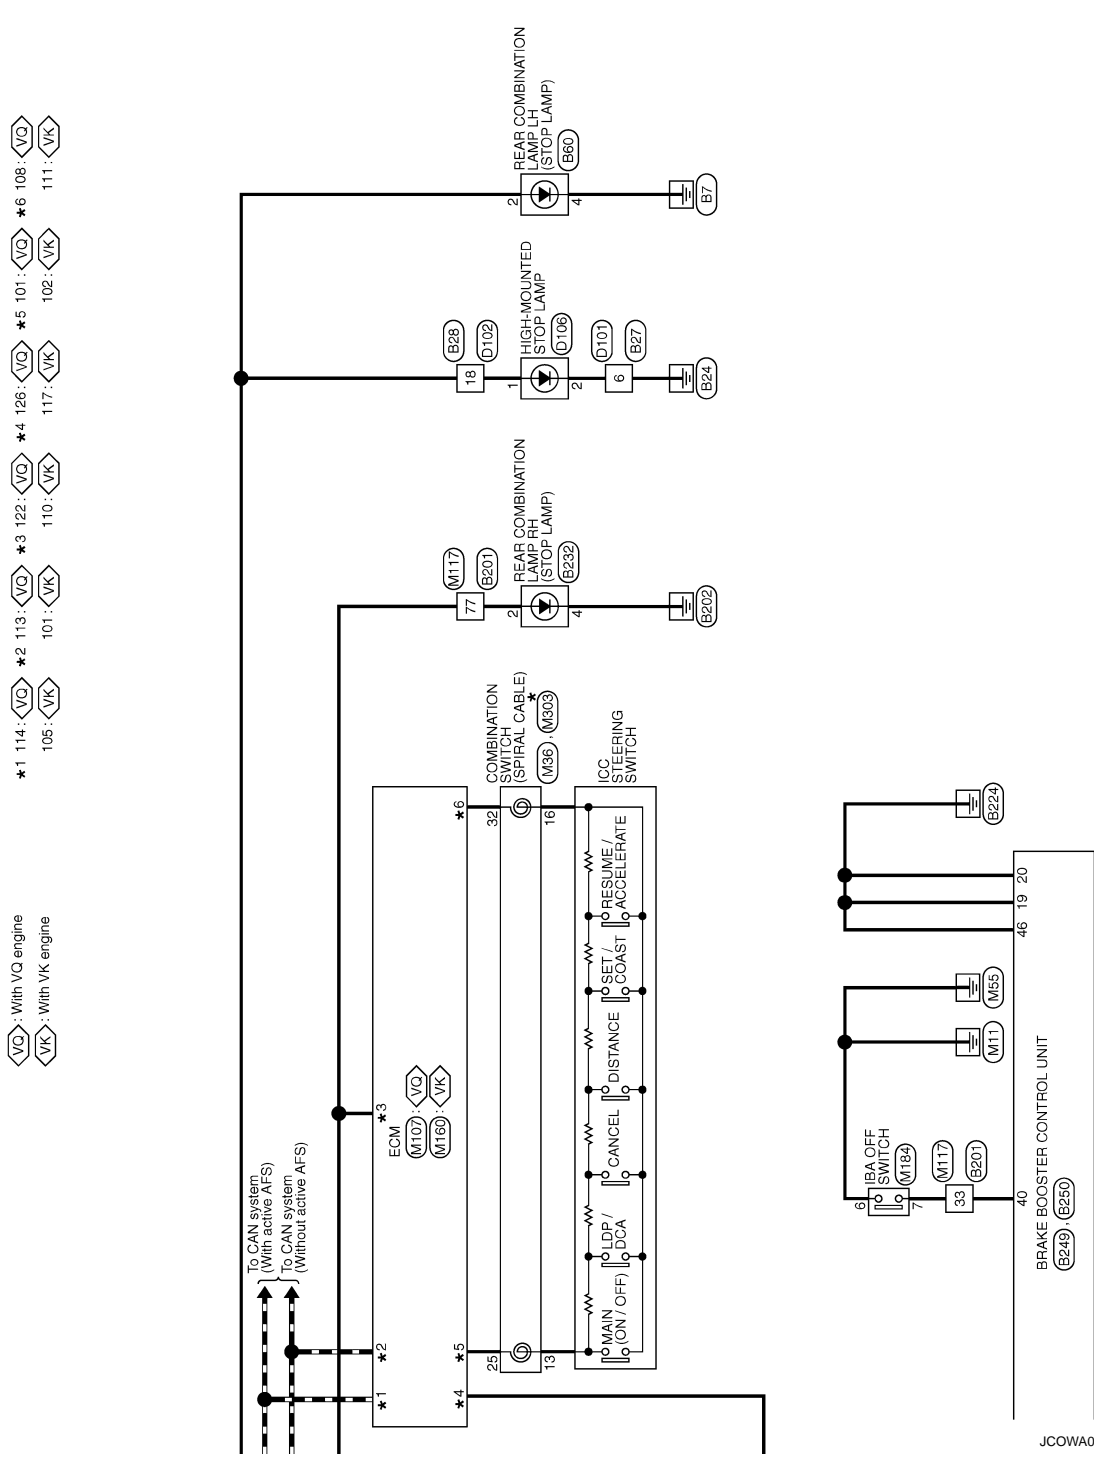 VQ : With VQ engine
VK : With VK engine
*1 114: VQ
105: VK
*2 113: VQ
101: VK
*3 122: VQ
110: VK
*4 126: VQ
117: VK
*5 101: VQ
102: VK
*6 108: VQ
111: VK
To CAN system
(With active AFS)
To CAN system
(Without active AFS)
*1
*2
*3
ECM
M107 : VQ
M160 : VK
*4
*5
*6
25
32
COMBINATION
SWITCH
(SPIRAL CABLE)
*
M36 , M303
13
16
ICC
STEERING
SWITCH
MAIN
(ON / OFF)
LDP /
DCA
CANCEL
DISTANCE
SET /
COAST
RESUME /
ACCELERATE
M117
77
B201
2
REAR COMBINATION
LAMP RH
(STOP LAMP)
B232
4
B202
B28
18
D102
1
HIGH-MOUNTED
STOP LAMP
D106
2
D101
6
B27
B24
2
REAR COMBINATION
LAMP LH
(STOP LAMP)
B60
4
B7
6
IBA OFF
SWITCH
M184
7
M117
33
B201
M11
M55
B224
40
46
19
20
BRAKE BOOSTER CONTROL UNIT
B249 , B250
JCOWA0